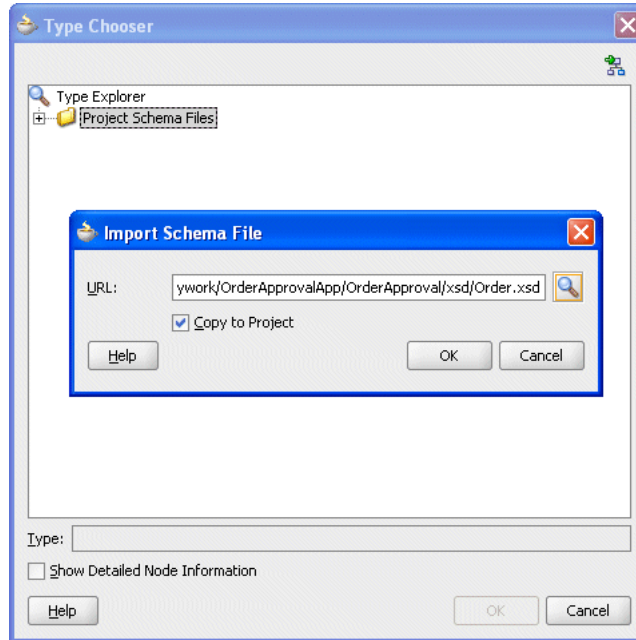 Type Chooser
Type Explorer
Project Schema Files
Import Schema File
URL: ywork/OrderApprovalApp/OrderApproval/xsd/Order.xsd
Copy to Project
Help OK Cancel
Type:
Show Detailed Node Information
Help OK Cancel